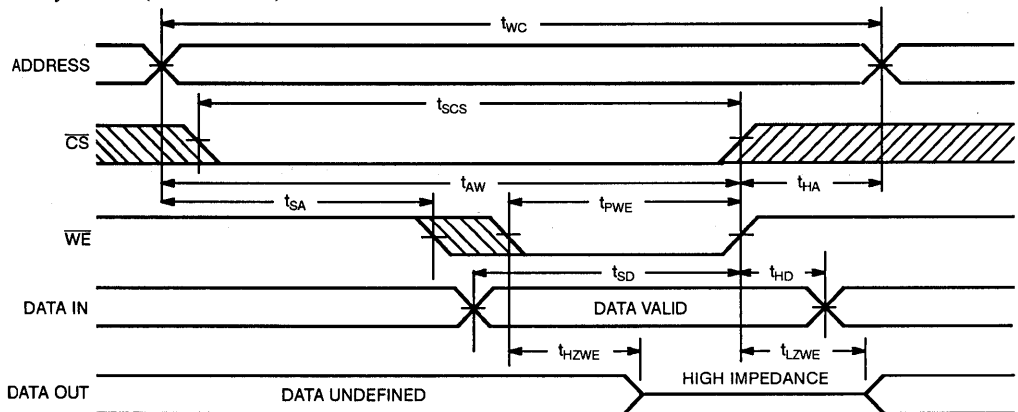 tWC
ADDRESS
tSCS
CS
tAW
tHA
tSA
tPWE
WE
tSD
tHD
DATA IN
DATA VALID
tHZWE
tLZWE
HIGH IMPEDANCE
DATA OUT
DATA UNDEFINED